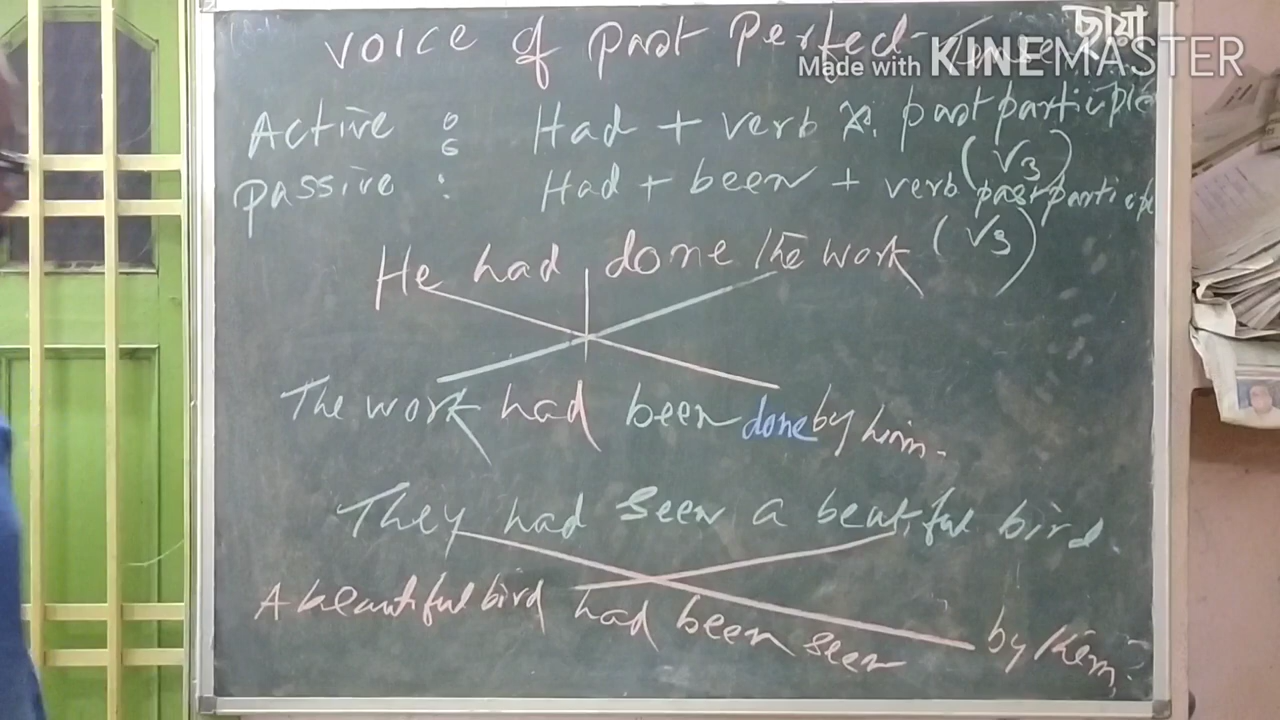 voice of past perfect Tense
ছায়া
Made with KINEMASTER
Active : Had + verb past participle
(V3)
Passive : Had + been + verb past participle
(V3)
He had done the work
The work had been done by him.
They had seen a beutiful bird.
A beautiful bird had been seen by them.